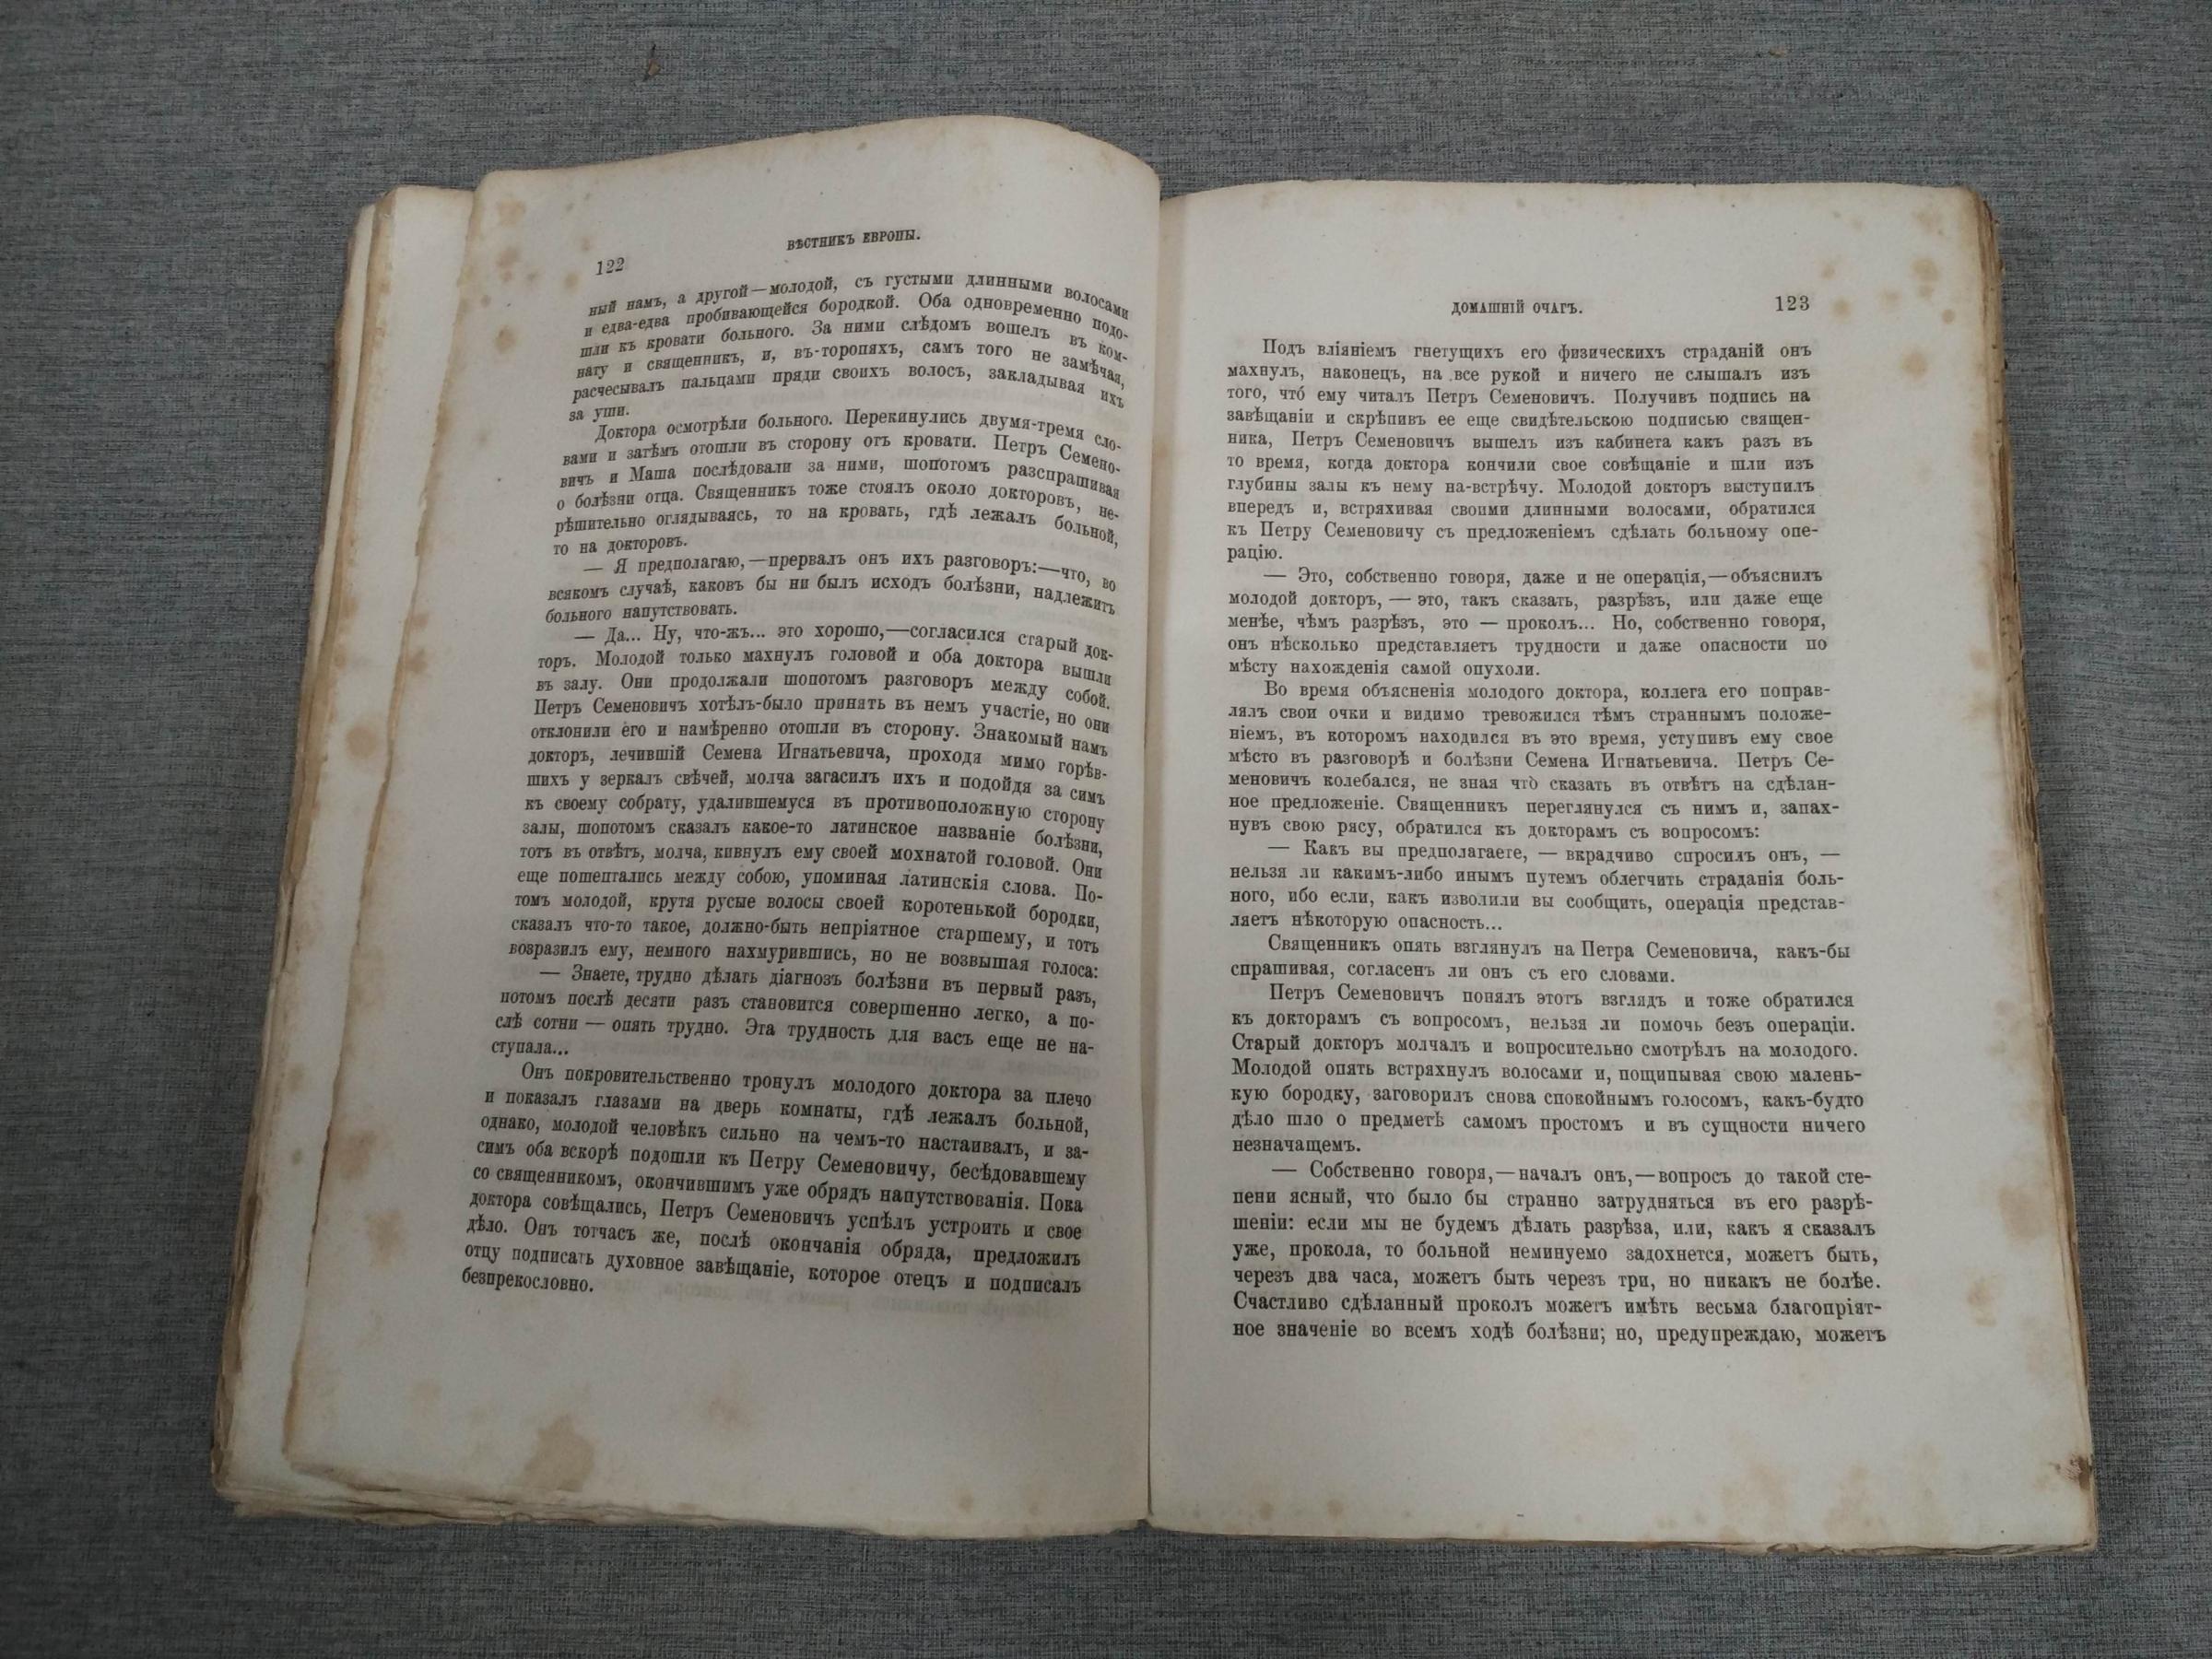 122
ВѢСТНИКЪ ЕВРОПЫ.
ный намъ, а другой—молодой, съ густыми длинными волосами
и едва-едва пробивающейся бородкой. Оба одновременно подо-
шли къ кровати больного. За ними слѣдомъ вошелъ въ ком-
нату и священникъ, и, въ-торопяхъ, самъ того не замѣчая,
расчесывалъ пальцами пряди своихъ волосъ, закладывая ихъ
за уши.
Доктора осмотрѣли больного. Перекинулись двумя-тремя сло-
вами и затѣмъ отошли въ сторону отъ кровати. Петръ Семено-
вичъ и Маша послѣдовали за ними, шопотомъ разспрашивая
о болѣзни отца. Священникъ тоже стоялъ около докторовъ, не-
рѣшительно оглядываясь, то на кровать, гдѣ лежалъ больной,
то на докторовъ.
— Я предполагаю,—прервалъ онъ ихъ разговоръ:—что, во
всякомъ случаѣ, каковъ бы ни былъ исходъ болѣзни, надлежитъ
больного напутствовать.
— Да... Ну, что-жъ... это хорошо,—согласился старый док-
торъ. Молодой только махнулъ головой и оба доктора вышли
въ залу. Они продолжали шопотомъ разговоръ между собой.
Петръ Семеновичъ хотѣлъ-было принять въ немъ участіе, но они
отклонили его и намѣренно отошли въ сторону. Знакомый намъ
докторъ, лечившій Семена Игнатьевича, проходя мимо горѣв-
шихъ у зеркалъ свѣчей, молча загасилъ ихъ и подойдя за симъ
къ своему собрату, удалившемуся въ противоположную сторону
залы, шопотомъ сказалъ какое-то латинское названіе болѣзни,
тотъ въ отвѣтъ, молча, кивнулъ ему своей мохнатой головой. Они
еще пошептались между собою, упоминая латинскія слова. По-
томъ молодой, крутя русые волосы своей коротенькой бородки,
сказалъ что-то такое, должно-быть непріятное старшему, и тотъ
возразилъ ему, немного нахмурившись, но не возвышая голоса:
— Знаете, трудно дѣлать діагнозъ болѣзни въ первый разъ,
потомъ послѣ десяти разъ становится совершенно легко, а по-
слѣ сотни — опять трудно. Эта трудность для васъ еще не на-
ступала...
Онъ покровительственно тронулъ молодого доктора за плечо
и показалъ глазами на дверь комнаты, гдѣ лежалъ больной,
однако, молодой человѣкъ сильно на чемъ-то настаивалъ, и за-
симъ оба вскорѣ подошли къ Петру Семеновичу, бесѣдовавшему
со священникомъ, окончившимъ уже обрядъ напутствованія. Пока
доктора совѣщались, Петръ Семеновичъ успѣлъ устроить и свое
дѣло. Онъ тотчасъ же, послѣ окончанія обряда, предложилъ
отцу подписать духовное завѣщаніе, которое отецъ и подписалъ
безпрекословно.
ДОМАШНІЙ ОЧАГЪ.
123
Подъ вліяніемъ гнетущихъ его физическихъ страданій онъ
махнулъ, наконецъ, на все рукой и ничего не слышалъ изъ
того, что́ ему читалъ Петръ Семеновичъ. Получивъ подпись на
завѣщаніи и скрѣпивъ ее еще свидѣтельскою подписью священ-
ника, Петръ Семеновичъ вышелъ изъ кабинета какъ разъ въ
то время, когда доктора кончили свое совѣщаніе и шли изъ
глубины залы къ нему на-встрѣчу. Молодой докторъ выступилъ
впередъ и, встряхивая своими длинными волосами, обратился
къ Петру Семеновичу съ предложеніемъ сдѣлать больному опе-
рацію.
— Это, собственно говоря, даже и не операція,—объяснилъ
молодой докторъ, — это, такъ сказать, разрѣзъ, или даже еще
менѣе, чѣмъ разрѣзъ, это — проколъ... Но, собственно говоря,
онъ нѣсколько представляетъ трудности и даже опасности по
мѣсту нахожденія самой опухоли.
Во время объясненія молодого доктора, коллега его поправ-
лялъ свои очки и видимо тревожился тѣмъ страннымъ положе-
ніемъ, въ которомъ находился въ это время, уступивъ ему свое
мѣсто въ разговорѣ и болѣзни Семена Игнатьевича. Петръ Се-
меновичъ колебался, не зная что̀ сказать въ отвѣтъ на сдѣлан-
ное предложеніе. Священникъ переглянулся съ нимъ и, запах-
нувъ свою рясу, обратился къ докторамъ съ вопросомъ:
— Какъ вы предполагаете, — вкрадчиво спросилъ онъ, —
нельзя ли какимъ-либо инымъ путемъ облегчить страданія боль-
ного, ибо если, какъ изволили вы сообщить, операція представ-
ляетъ нѣкоторую опасность...
Священникъ опять взглянулъ на Петра Семеновича, какъ-бы
спрашивая, согласенъ ли онъ съ его словами.
Петръ Семеновичъ понялъ этотъ взглядъ и тоже обратился
къ докторамъ съ вопросомъ, нельзя ли помочь безъ операціи.
Старый докторъ молчалъ и вопросительно смотрѣлъ на молодого.
Молодой опять встряхнулъ волосами и, пощипывая свою малень-
кую бородку, заговорилъ снова спокойнымъ голосомъ, какъ-будто
дѣло шло о предметѣ самомъ простомъ и въ сущности ничего
незначащемъ.
— Собственно говоря,—началъ онъ,—вопросъ до такой сте-
пени ясный, что было бы странно затрудняться въ его разрѣ-
шеніи: если мы не будемъ дѣлать разрѣза, или, какъ я сказалъ
уже, прокола, то больной неминуемо задохнется, можетъ быть,
черезъ два часа, можетъ быть черезъ три, но никакъ не болѣе.
Счастливо сдѣланный проколъ можетъ имѣть весьма благопріят-
ное значеніе во всемъ ходѣ болѣзни; но, предупреждаю, можетъ